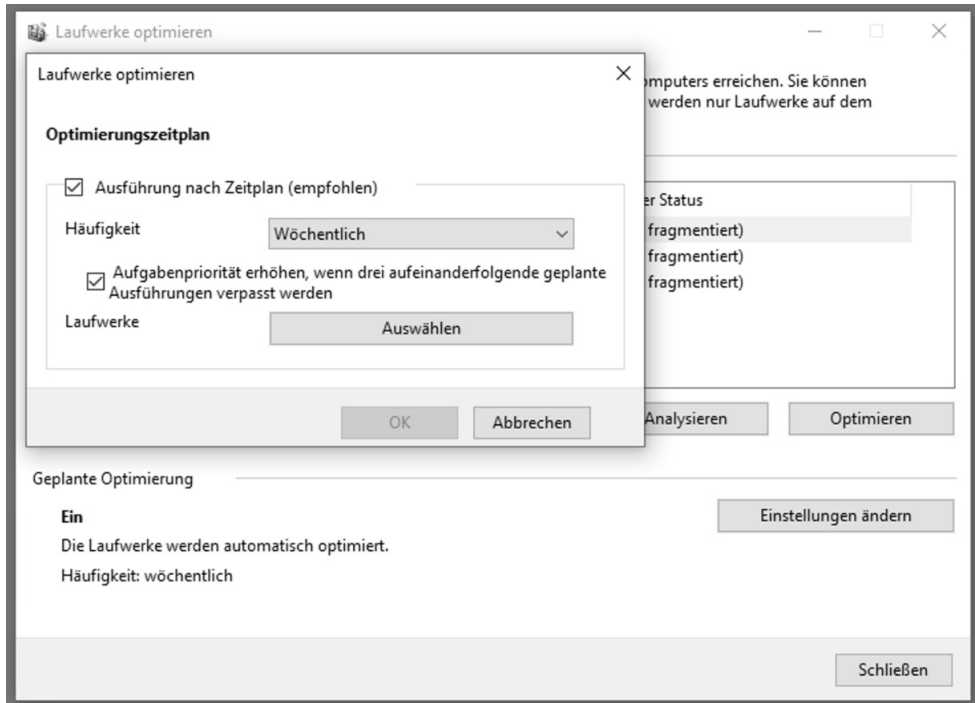 Laufwerke optimieren
Laufwerke optimieren
omputers erreichen. Sie können
werden nur Laufwerke auf dem
Optimierungszeitplan
Ausführung nach Zeitplan (empfohlen)
Häufigkeit
Wöchentlich
Aufgabenpriorität erhöhen, wenn drei aufeinanderfolgende geplante
Ausführungen verpasst werden
Laufwerke
Auswählen
OK
Abbrechen
er Status
fragmentiert)
fragmentiert)
fragmentiert)
Analysieren
Optimieren
Geplante Optimierung
Ein
Einstellungen ändern
Die Laufwerke werden automatisch optimiert.
Häufigkeit: wöchentlich
Schließen